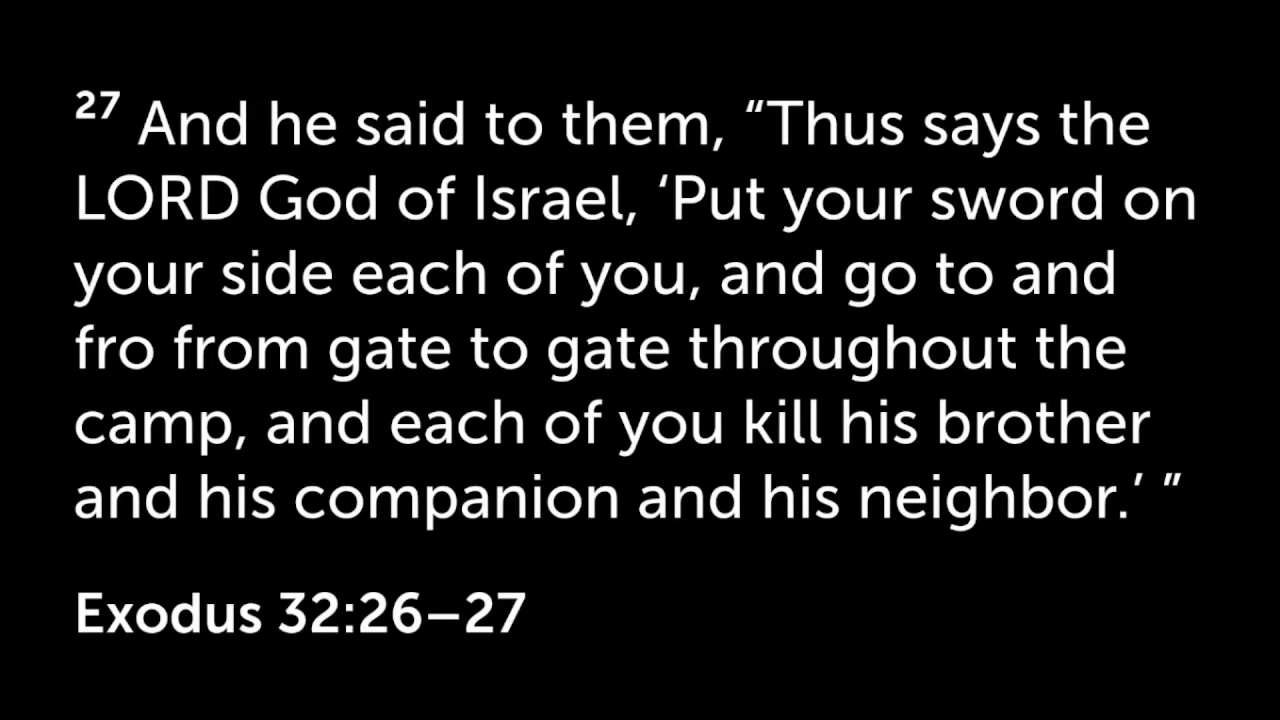 27 And he said to them, “Thus says the
LORD God of Israel, ‘Put your sword on
your side each of you, and go to and
fro from gate to gate throughout the
camp, and each of you kill his brother
and his companion and his neighbor.’ ”
Exodus 32:26–27